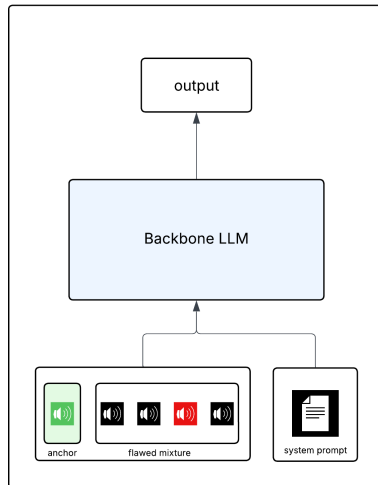 output
Backbone LLM
anchor
flawed mixture
system prompt